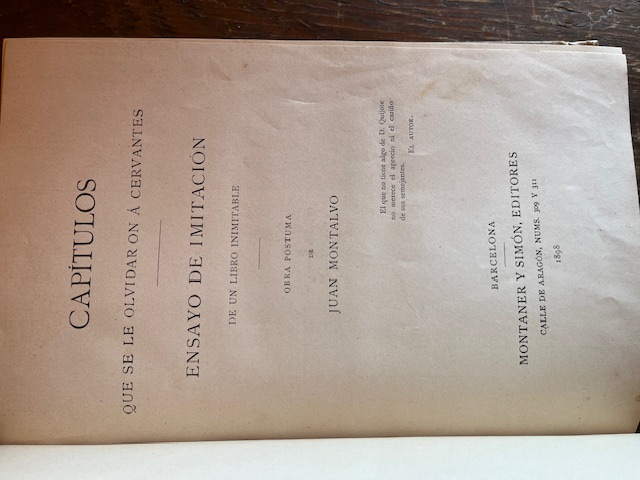 CAPÍTULOS
QUE SE LE OLVIDARON Á CERVANTES
ENSAYO DE IMITACIÓN
DE UN LIBRO INIMITABLE
OBRA PÓSTUMA
DE
JUAN MONTALVO
El que no tiene algo de D. Quijote
no merece el aprecio ni el cariño
de sus semejantes.
EL AUTOR.
BARCELONA
MONTANER Y SIMÓN, EDITORES
CALLE DE ARAGÓN, NUMS. 309 Y 311
1898